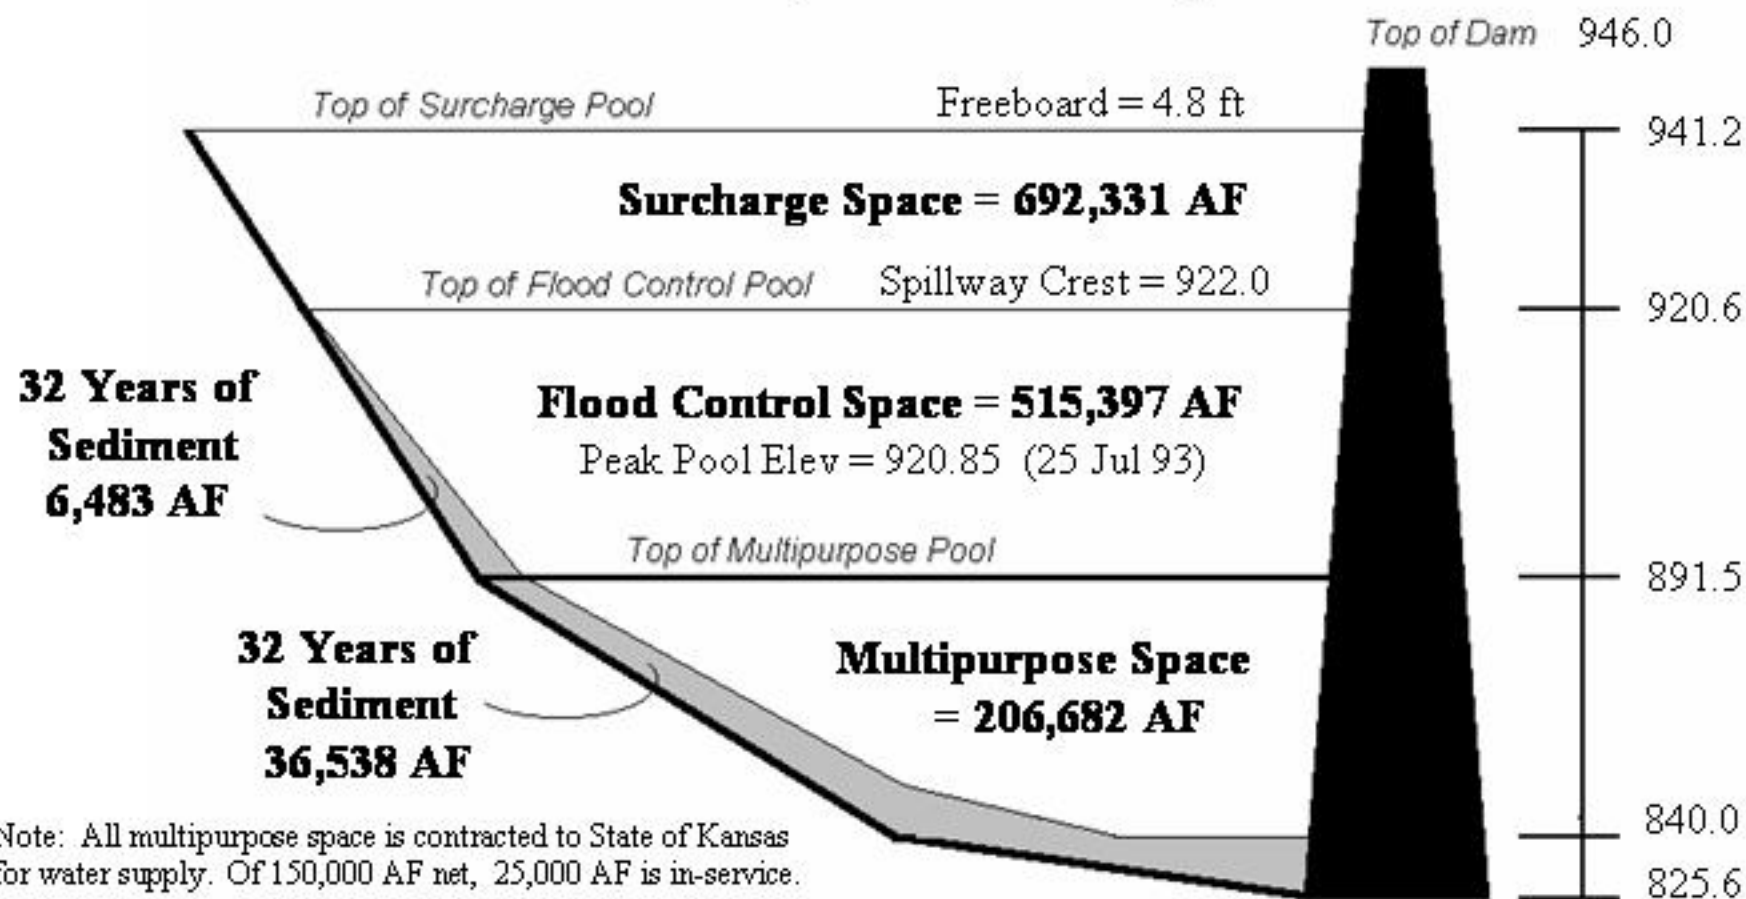 Top of Dam 946.0
Top of Surcharge Pool Freeboard = 4.8 ft
941.2
Surcharge Space = 692,331 AF
Top of Flood Control Pool Spillway Crest = 922.0
920.6
32 Years of
Sediment
6,483 AF
Flood Control Space = 515,397 AF
Peak Pool Elev = 920.85 (25 Jul 93)
Top of Multipurpose Pool
891.5
32 Years of
Sediment
36,538 AF
Multipurpose Space
= 206,682 AF
840.0
Note: All multipurpose space is contracted to State of Kansas
for water supply. Of 150,000 AF net, 25,000 AF is in-service.
825.6